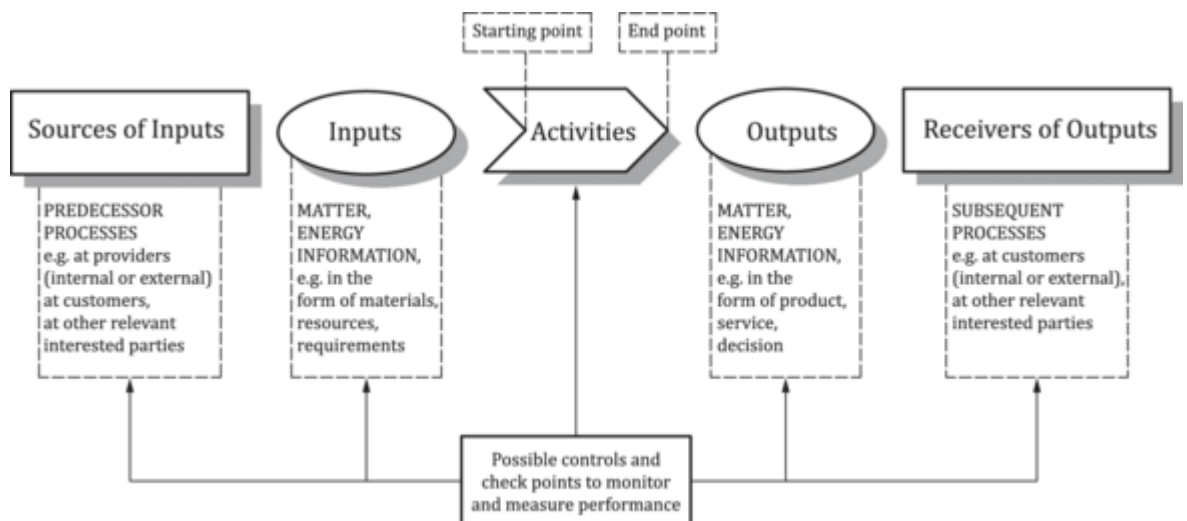 Starting point
End point
Sources of Inputs
Inputs
Activities
Outputs
Receivers of Outputs
PREDECESSOR
PROCESSES
e.g. at providers
(internal or external)
at customers,
at other relevant
interested parties
MATTER,
ENERGY
INFORMATION,
e.g. in the
form of materials,
resources,
requirements
MATTER,
ENERGY
INFORMATION,
e.g. in the
form of product,
service,
decision
SUBSEQUENT
PROCESSES
e.g. at customers
(internal or external),
at other relevant
interested parties
Possible controls and
check points to monitor
and measure performance